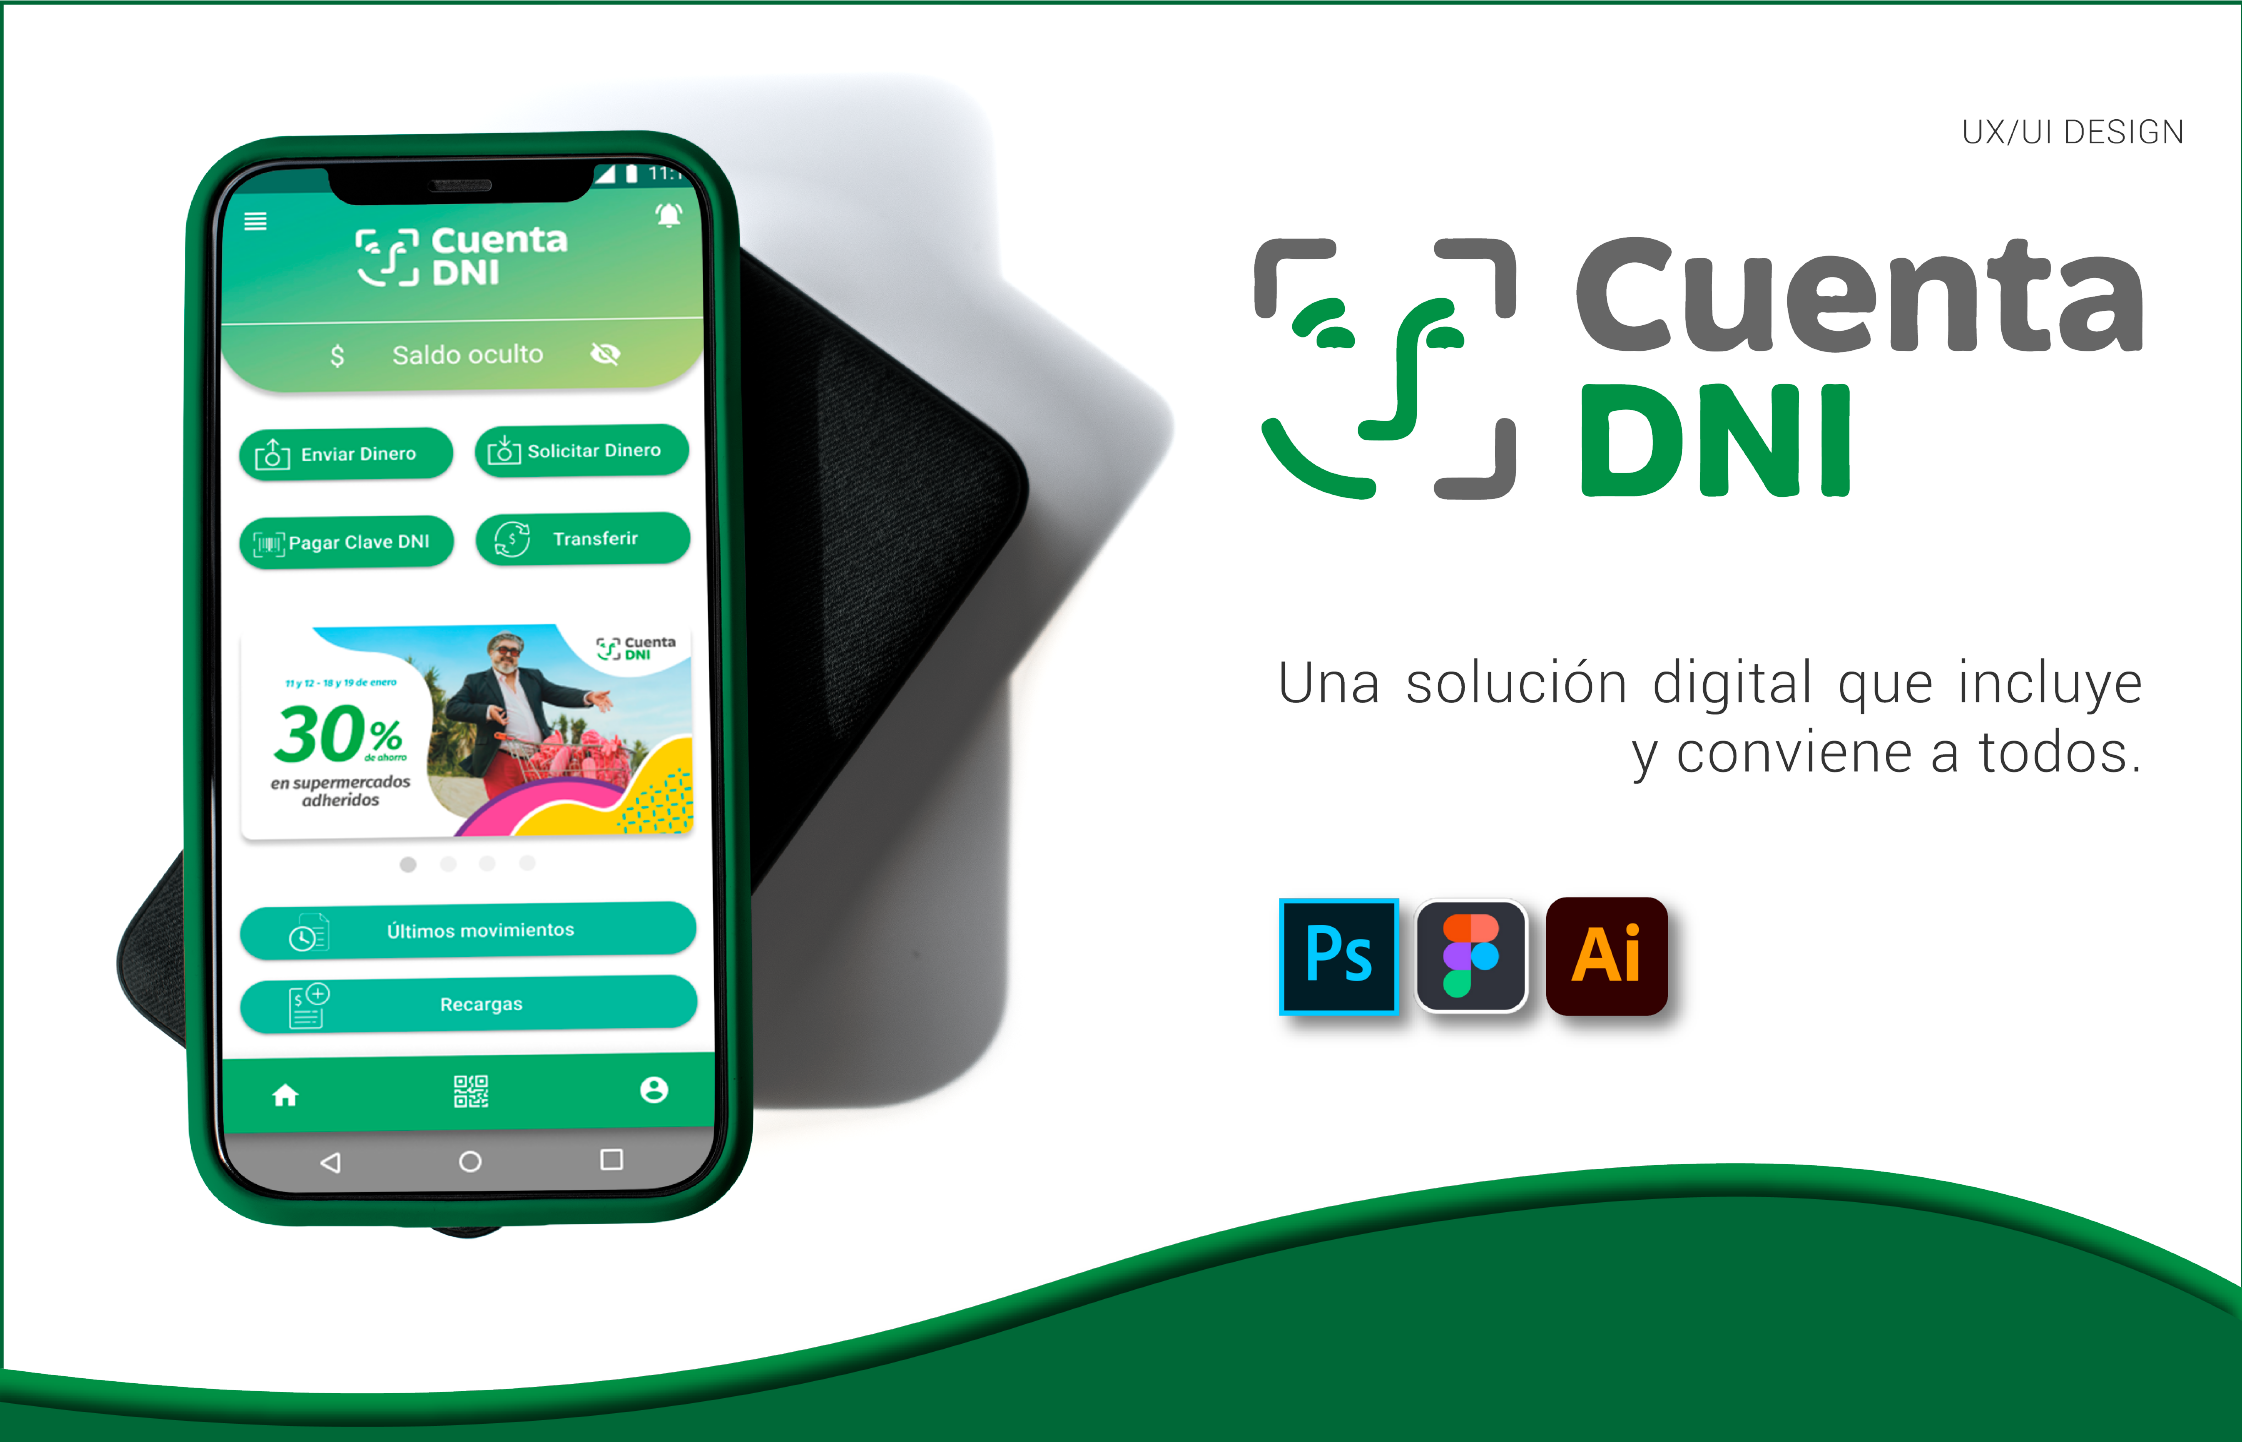 UX/UI DESIGN
Cuenta
DNI
Una solución digital que incluye
y conviene a todos.
Ps
Ai
Cuenta
DNI
$ Saldo oculto
Enviar Dinero
Solicitar Dinero
Pagar Clave DNI
$ Transferir
Cuenta
DNI
11 y 12 - 18 y 19 de enero
30%
de ahorro
en supermercados
adheridos
Últimos movimientos
$ Recargas